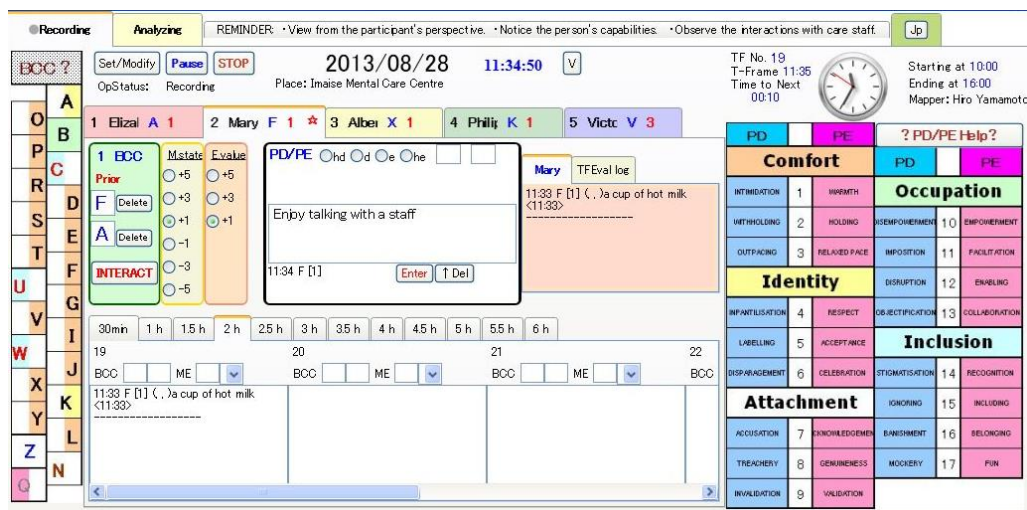 Recording Analyzing REMINDER: ・View from the participant's perspective. ・Notice the person's capabilities. ・Observe the interactions with care staff. Jp
BCC ? Set/Modify Pause STOP 2013/08/28 11:34:50 V
OpStatus: Recording Place: Imaise Mental Care Centre
TF No. 19
T-Frame 11:35
Time to Next
00:10
Starting at 10:00
Ending at 16:00
Mapper: Hiro Yamamoto
A
B
C
D
E
F
G
I
J
K
L
N
O
P
R
S
T
U
V
W
X
Y
Z
Q
1 Elizal A 1 2 Mary F 1 ☆ 3 Alber X 1 4 Philip K 1 5 Victc V 3
1 BCC
Prior
F Delete
A Delete
INTERACT
M.state
+5
+3
+1
-1
-3
-5
E.value
+5
+3
+1
PD/PE hd d e he
Enjoy talking with a staff
11:34 F [1] Enter ↑Del
Mary TFEval log
11:33 F [1] ( , )a cup of hot milk
<11:33>
------------------
30min 1 h 1.5 h 2 h 2.5 h 3 h 3.5 h 4 h 4.5 h 5 h 5.5 h 6 h
19 20 21 22
BCC ME BCC ME BCC ME BCC
11:33 F [1] ( , )a cup of hot milk
<11:33>
------------------
PD PE
Comfort
INTIMIDATION 1 WARMTH
WITHHOLDING 2 HOLDING
OUTPACING 3 RELAXED PACE
Identity
INFANTILISATION 4 RESPECT
LABELLING 5 ACCEPTANCE
DISPARAGEMENT 6 CELEBRATION
Attachment
ACCUSATION 7 CKNOWLEDGEMEN
TREACHERY 8 GENUINENESS
INVALIDATION 9 VALIDATION
? PD/PE Help?
PD PE
Occupation
DISEMPOWERMENT 10 EMPOWERMENT
IMPOSITION 11 FACILITATION
DISRUPTION 12 ENABLING
OBJECTIFICATION 13 COLLABORATION
Inclusion
STIGMATISATION 14 RECOGNITION
IGNORING 15 INCLUDING
BANISHMENT 16 BELONGING
MOCKERY 17 FUN